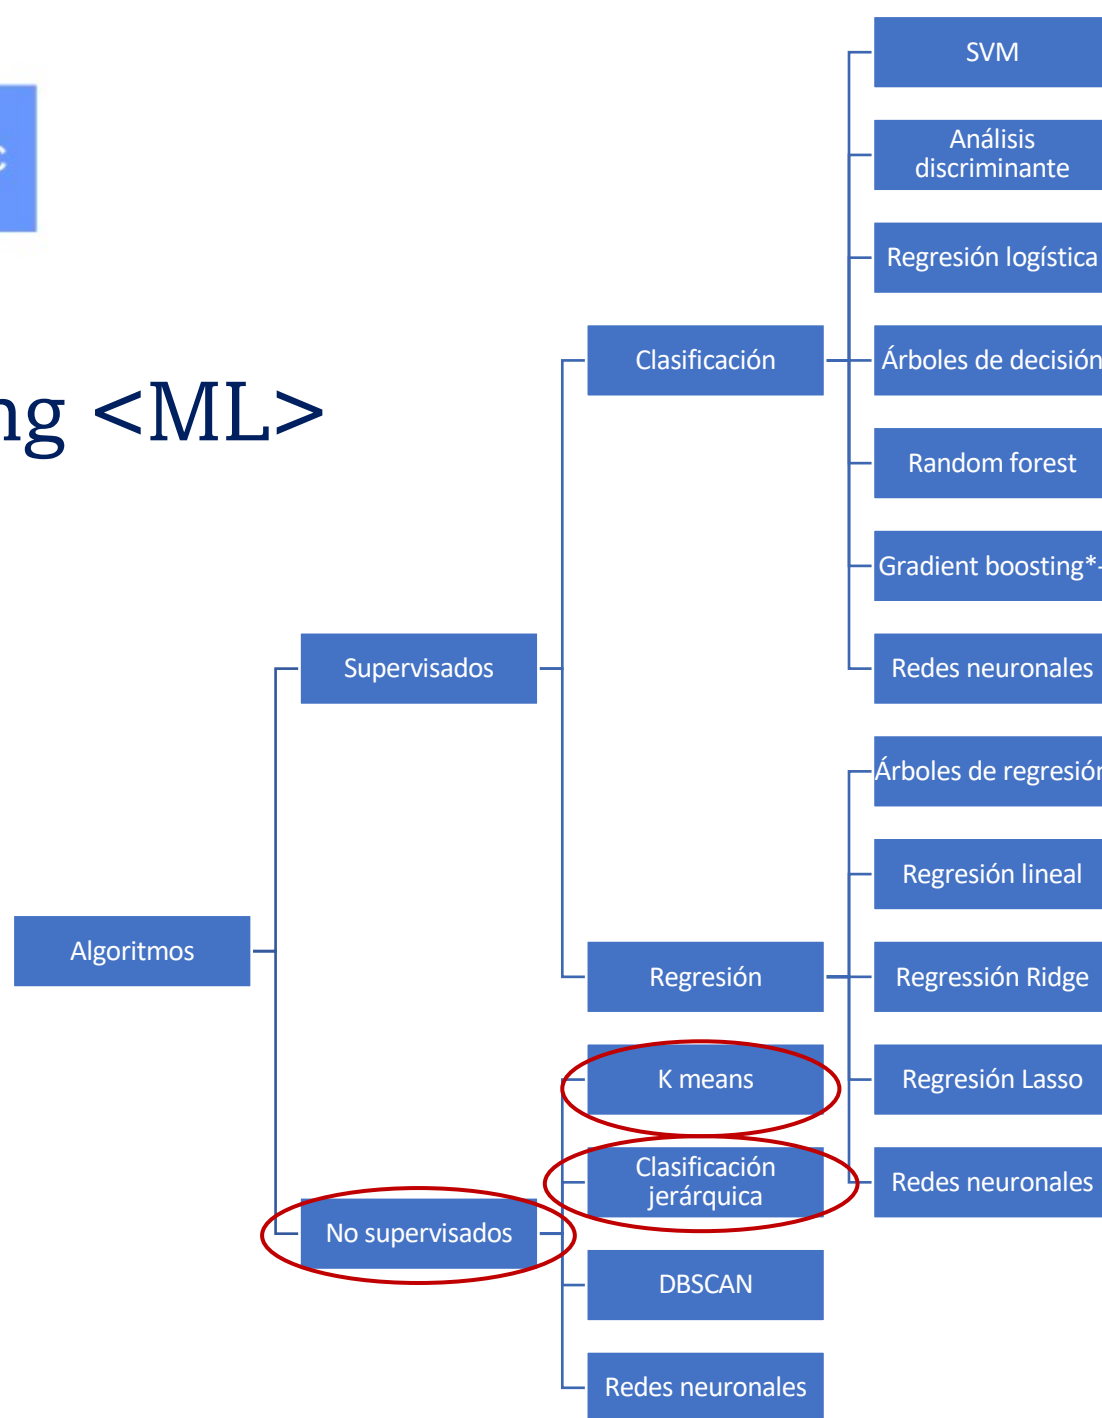 c
ng <ML>
Algoritmos
Supervisados
Clasificación
SVM
Análisis
discriminante
Regresión logística
Árboles de decisión
Random forest
Gradient boosting*-
Redes neuronales
Regresión
Árboles de regresión
Regresión lineal
Regressión Ridge
Regresión Lasso
Redes neuronales
No supervisados
K means
Clasificación
jerárquica
DBSCAN
Redes neuronales